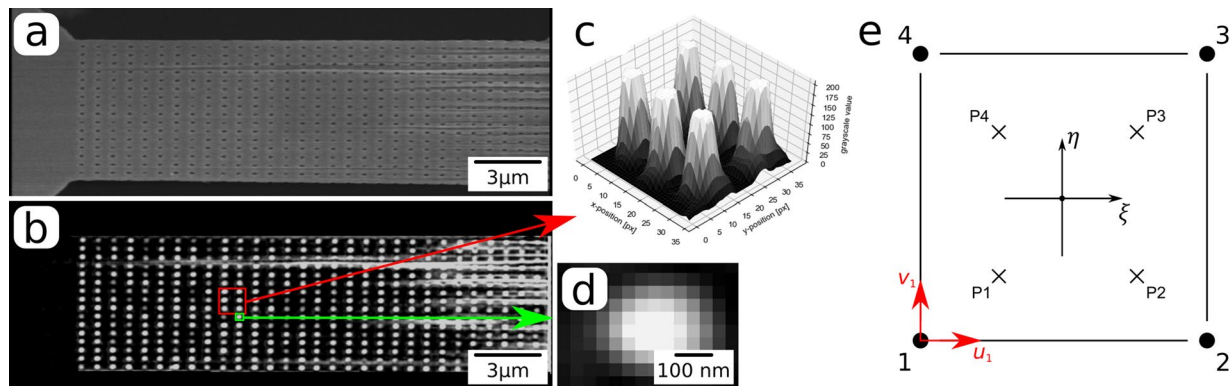 a
3μm
b
3μm
c
grayscale value
200
175
150
125
100
75
50
25
0
x-position [px]
0
5
10
15
20
25
30
35
y-position [px]
0
5
10
15
20
25
30
35
d
100 nm
e
4
3
P4
P3
η
ξ
P1
P2
v₁
u₁
1
2